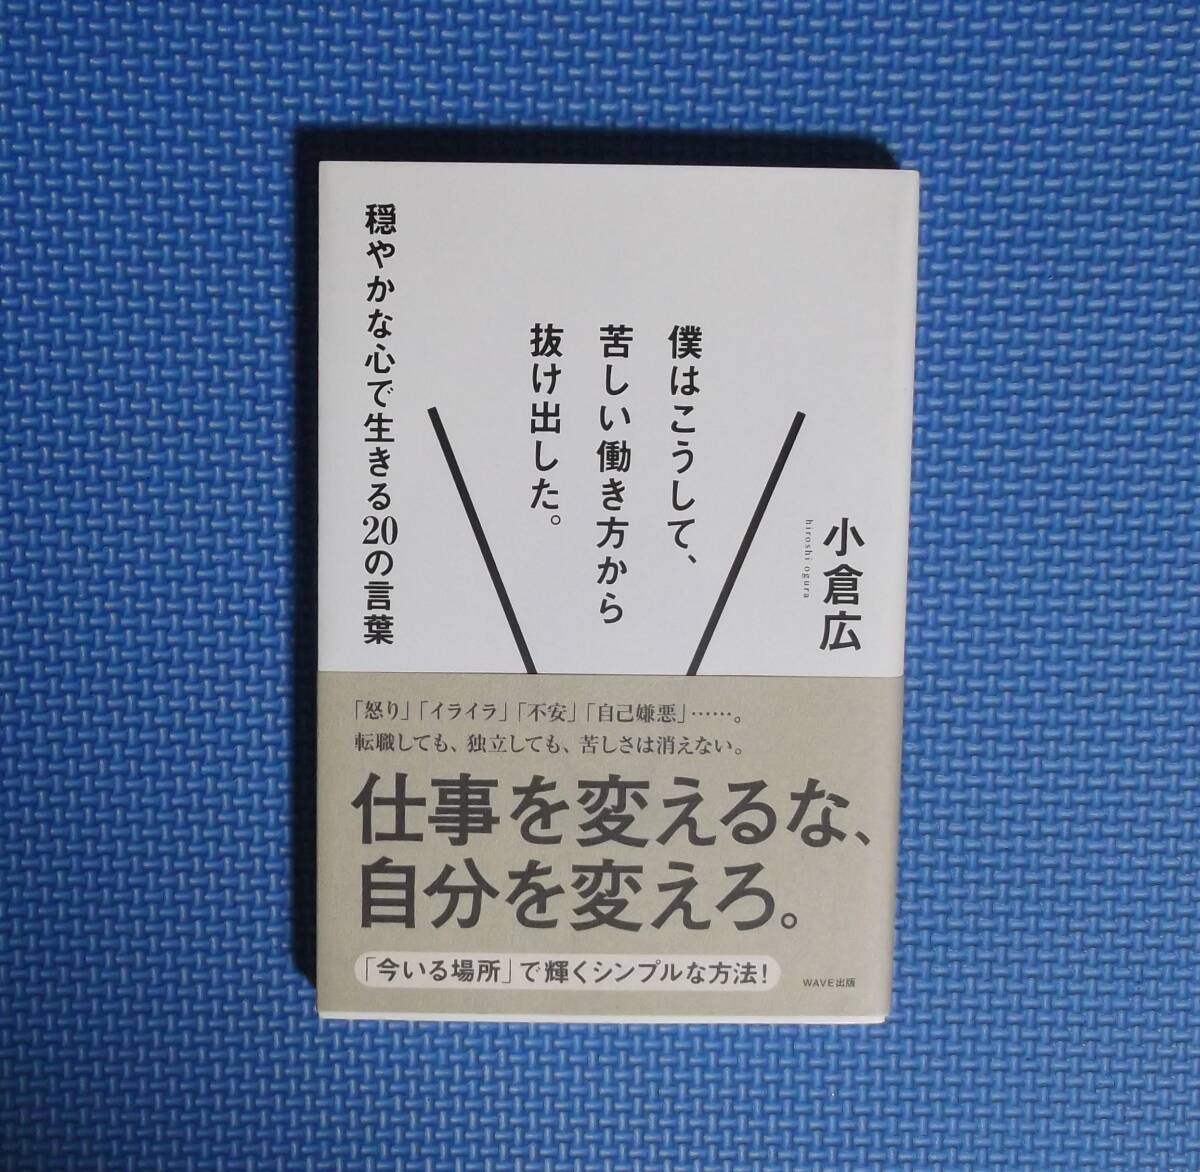 小倉広
hiroshi ogura
僕はこうして、
苦しい働き方から
抜け出した。
穏やかな心で生きる20の言葉
「怒り」「イライラ」「不安」「自己嫌悪」……。
転職しても、独立しても、苦しさは消えない。
仕事を変えるな、
自分を変えろ。
「今いる場所」で輝くシンプルな方法!
WAVE出版